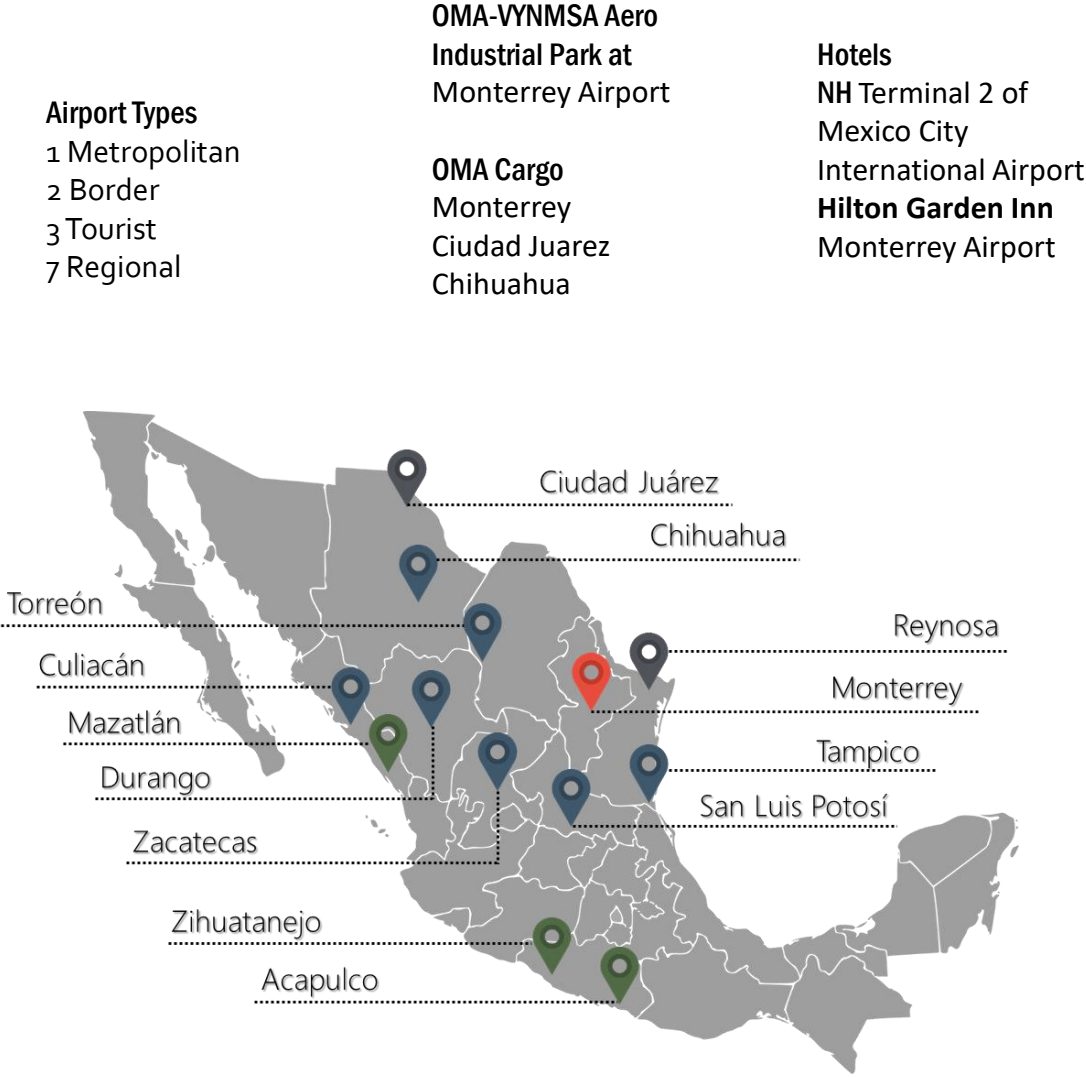 Airport Types
1 Metropolitan
2 Border
3 Tourist
7 Regional
OMA-VYNMSA Aero
Industrial Park at
Monterrey Airport
OMA Cargo
Monterrey
Ciudad Juarez
Chihuahua
Hotels
NH Terminal 2 of
Mexico City
International Airport
Hilton Garden Inn
Monterrey Airport
Ciudad Juárez
Chihuahua
Torreón
Reynosa
Culiacán
Monterrey
Mazatlán
Tampico
Durango
San Luis Potosí
Zacatecas
Zihuatanejo
Acapulco